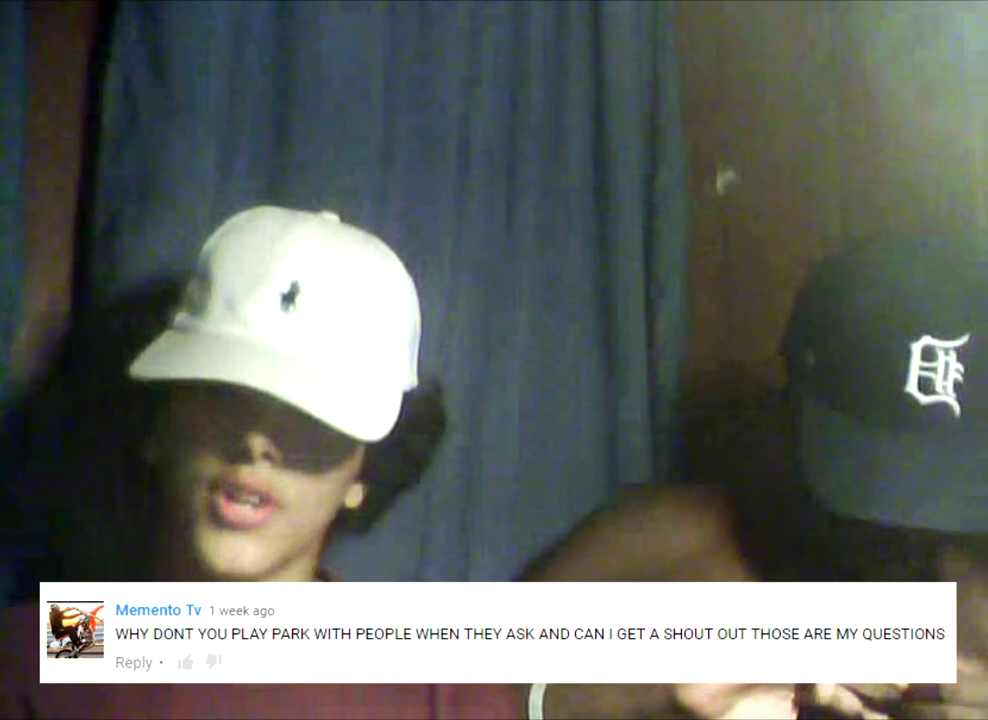 Memento Tv 1 week ago
WHY DONT YOU PLAY PARK WITH PEOPLE WHEN THEY ASK AND CAN I GET A SHOUT OUT THOSE ARE MY QUESTIONS
Reply •